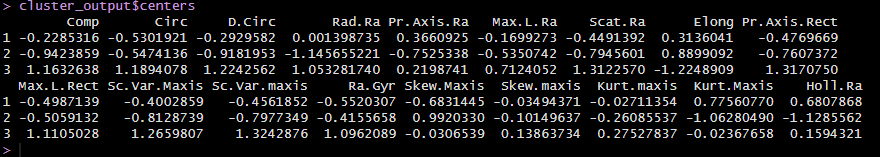 > cluster_output$centers
Comp Circ D.Circ Rad.Ra Pr.Axis.Ra Max.L.Ra Scat.Ra Elong Pr.Axis.Rect
1 -0.2285316 -0.5301921 -0.2929582 0.001398735 0.3660925 -0.1699273 -0.4491392 0.3136041 -0.4769669
2 -0.9423859 -0.5474136 -0.9181953 -1.145655221 -0.7525338 -0.5350742 -0.7945601 0.8899092 -0.7607372
3 1.1632638 1.1894078 1.2242562 1.053281740 0.2198741 0.7124052 1.3122570 -1.2248909 1.3170750
Max.L.Rect Sc.Var.Maxis Sc.Var.maxis Ra.Gyr Skew.Maxis Skew.maxis Kurt.maxis Kurt.Maxis Holl.Ra
1 -0.4987139 -0.4002859 -0.4561852 -0.5520307 -0.6831445 -0.03494371 -0.02711354 0.77560770 0.6807868
2 -0.5059132 -0.8128739 -0.7977349 -0.4155658 0.9920330 -0.10149637 -0.26085537 -1.06280490 -1.1285562
3 1.1105028 1.2659807 1.3242876 1.0962089 -0.0306539 0.13863734 0.27537827 -0.02367658 0.1594321
>